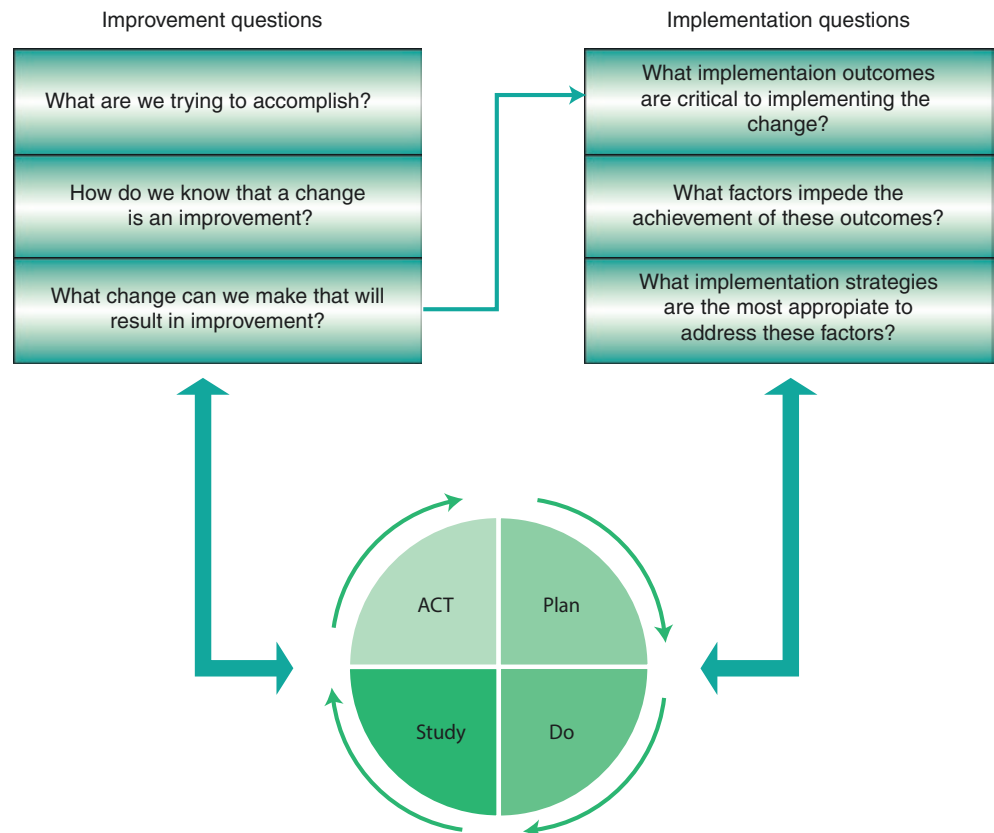 Improvement questions
What are we trying to accomplish?
How do we know that a change
is an improvement?
What change can we make that will
result in improvement?
Implementation questions
What implementaion outcomes
are critical to implementing the
change?
What factors impede the
achievement of these outcomes?
What implementation strategies
are the most appropiate to
address these factors?
ACT
Plan
Study
Do